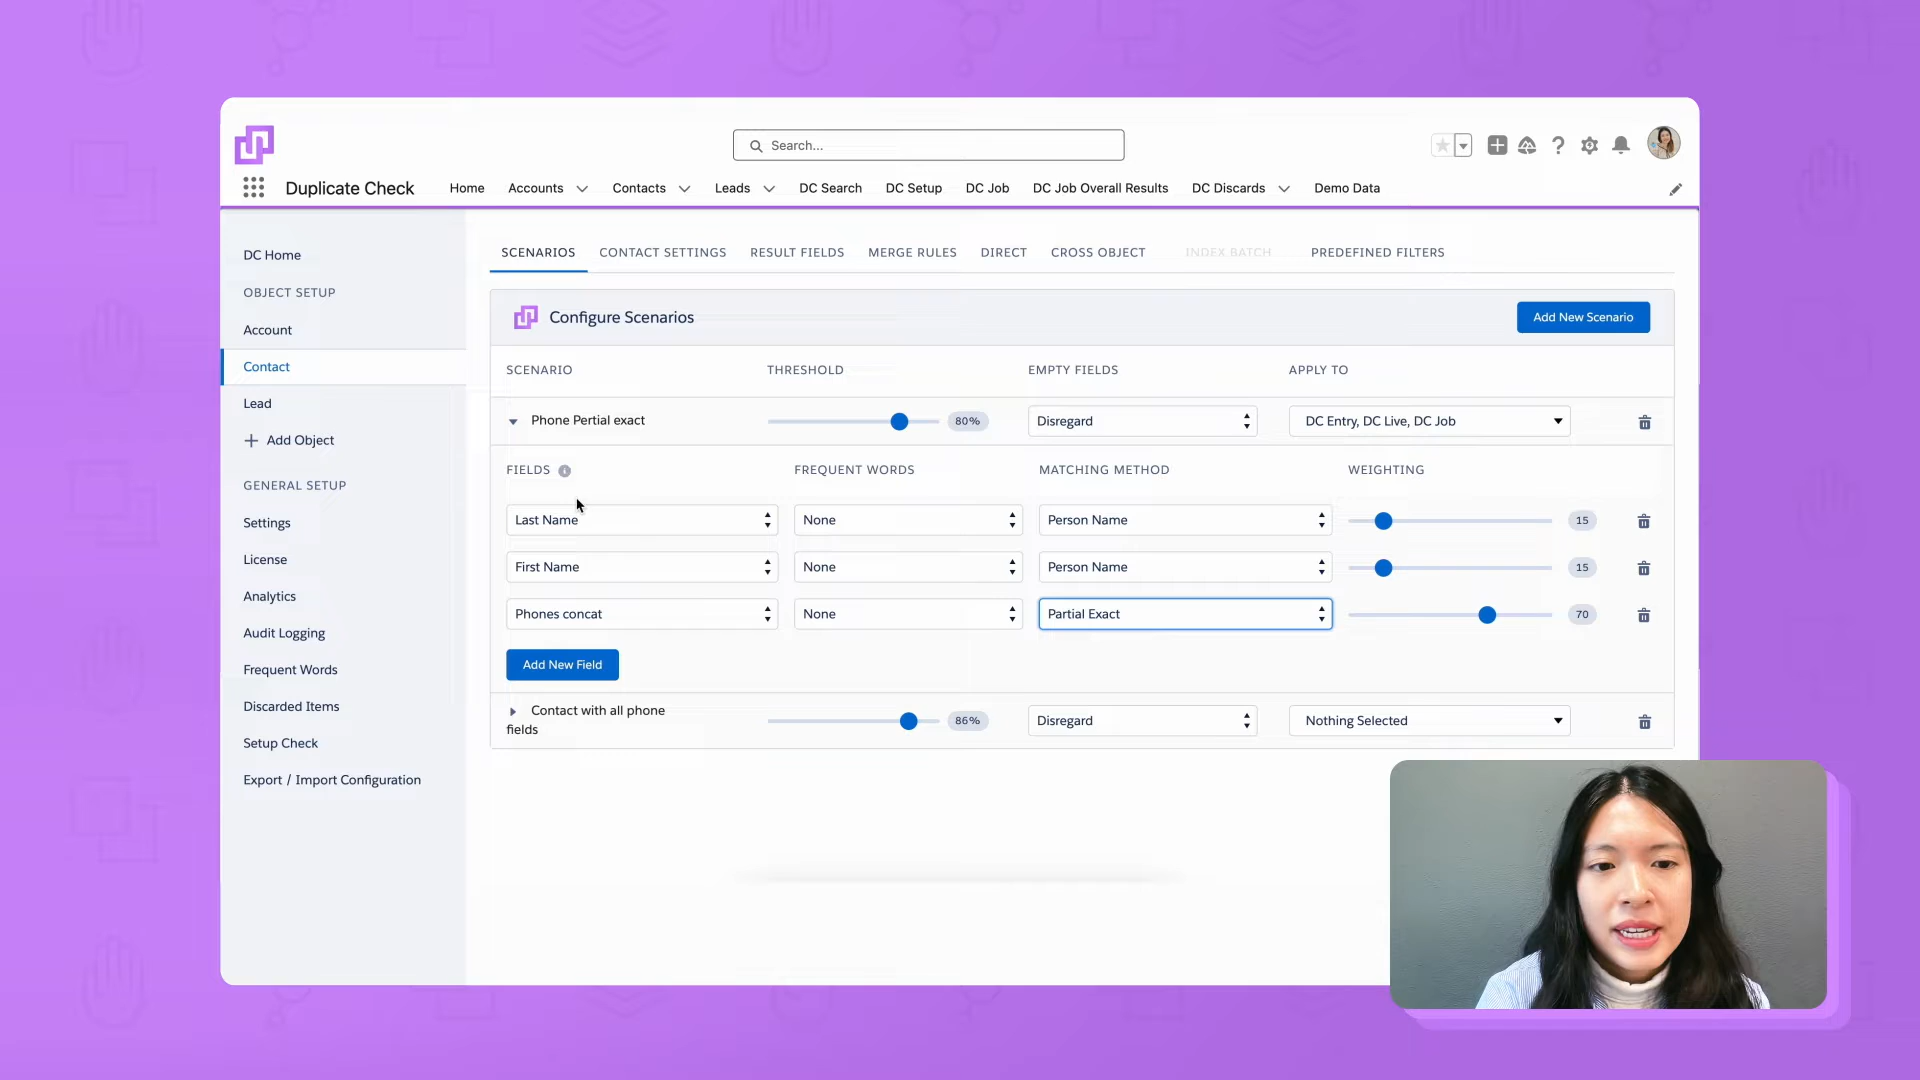 Search...
Duplicate Check
Home
Accounts
Contacts
Leads
DC Search
DC Setup
DC Job
DC Job Overall Results
DC Discards
Demo Data
DC Home
OBJECT SETUP
Account
Contact
Lead
Add Object
GENERAL SETUP
Settings
License
Analytics
Audit Logging
Frequent Words
Discarded Items
Setup Check
Export / Import Configuration
SCENARIOS
CONTACT SETTINGS
RESULT FIELDS
MERGE RULES
DIRECT
CROSS OBJECT
INDEX BATCH
PREDEFINED FILTERS
Configure Scenarios
Add New Scenario
SCENARIO
THRESHOLD
EMPTY FIELDS
APPLY TO
Phone Pertial exact
80%
Disregard
DC Entry, DC Live, DC Job
FIELDS
FREQUENT WORDS
MATCHING METHOD
WEIGHTING
Last Name
None
Person Name
15
First Name
None
Person Name
15
Phones concat
None
Partial Exact
70
Add New Field
Contact with all phone
fields
86%
Disregard
Nothing Selected